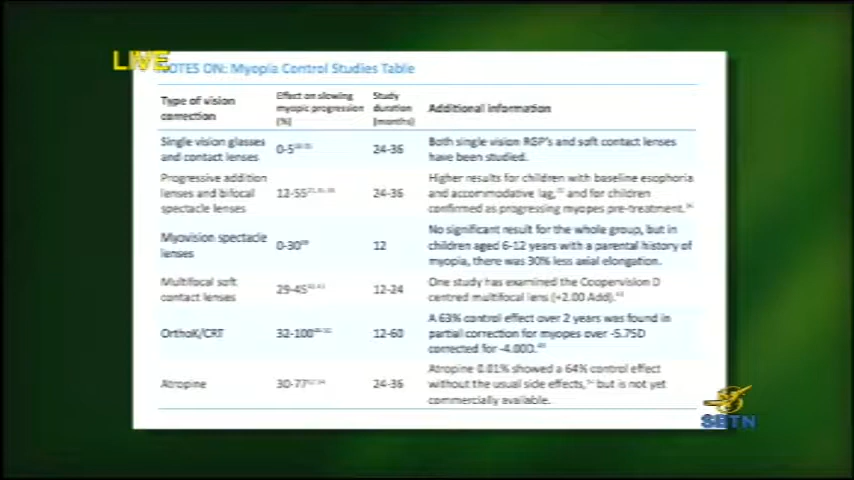 LIVE
NOTES ON: Myopia Control Studies Table
Type of vision correction
Effect on slowing myopic progression (%)
Study duration (months)
Additional information
Single vision glasses and contact lenses
0-5
24-36
Both single vision RGP's and soft contact lenses
have been studied.
Progressive addition lenses and bifocal spectacle lenses
12-55
24-36
Higher results for children with baseline esophoria
and accommodative lag, and for children
confirmed as progressing myopes pre-treatment.
Myovision spectacle lenses
0-30
12
No significant result for the whole group, but in
children aged 6-12 years with a parental history of
myopia, there was 30% less axial elongation.
Multifocal soft contact lenses
29-45
12-24
One study has examined the Coopervision D
centred multifocal lens (+2.00 Add).
OrthoK/CRT
32-100
12-60
A 63% control effect over 2 years was found in
partial correction for myopes over -5.75D
corrected for -4.00D.
Atropine
30-77
24-36
Atropine 0.01% showed a 64% control effect
without the usual side effects, but is not yet
commercially available.
SBTN